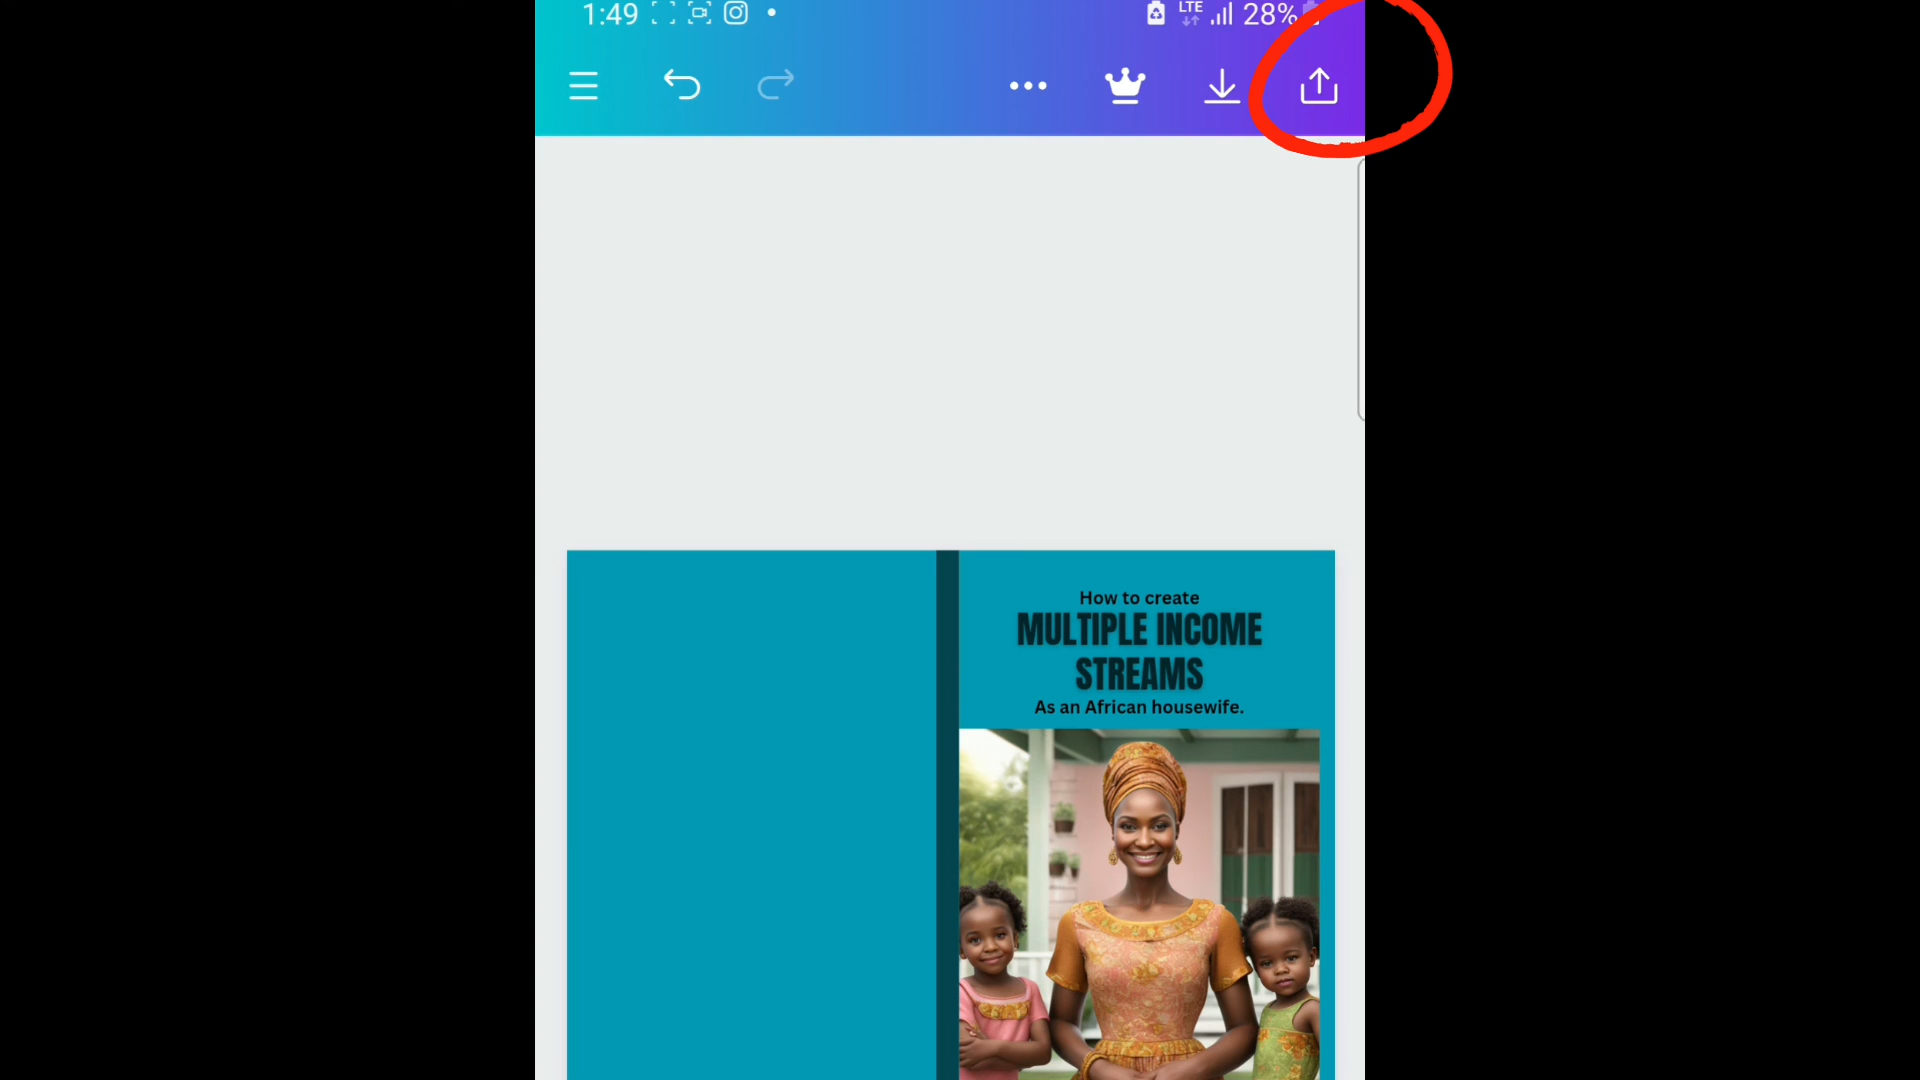 1:49 LTE 28%
How to create
MULTIPLE INCOME
STREAMS
As an African housewife.